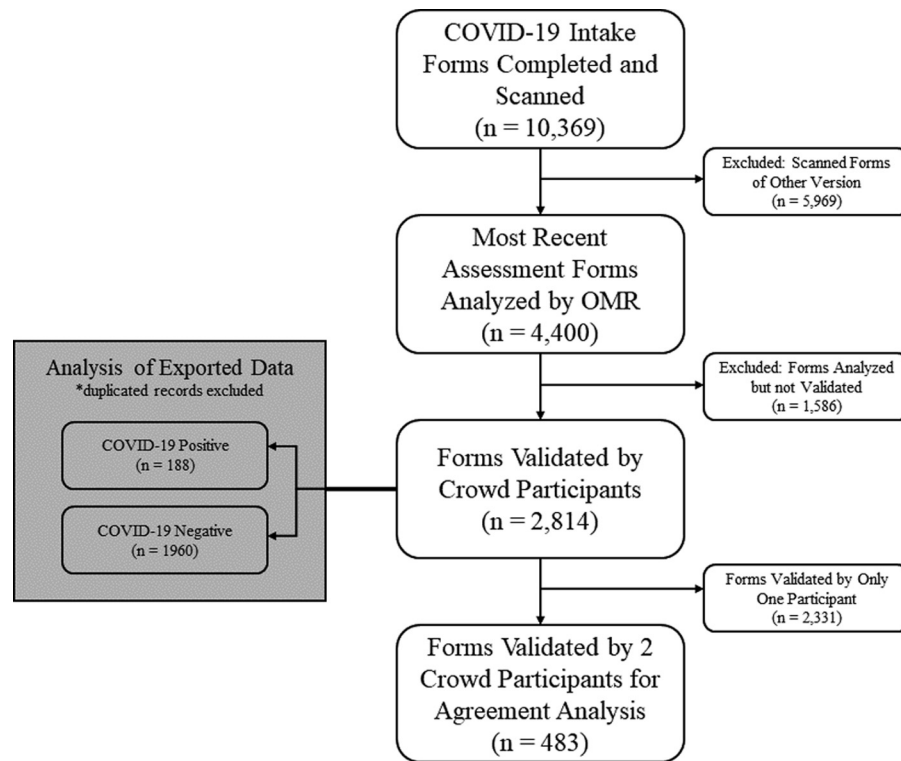 COVID-19 Intake
Forms Completed and
Scanned
(n = 10,369)
Excluded: Scanned Forms
of Other Version
(n = 5,969)
Most Recent
Assessment Forms
Analyzed by OMR
(n = 4,400)
Excluded: Forms Analyzed
but not Validated
(n = 1,586)
Analysis of Exported Data
*duplicated records excluded
COVID-19 Positive
(n = 188)
COVID-19 Negative
(n = 1960)
Forms Validated by
Crowd Participants
(n = 2,814)
Forms Validated by Only
One Participant
(n = 2,331)
Forms Validated by 2
Crowd Participants for
Agreement Analysis
(n = 483)